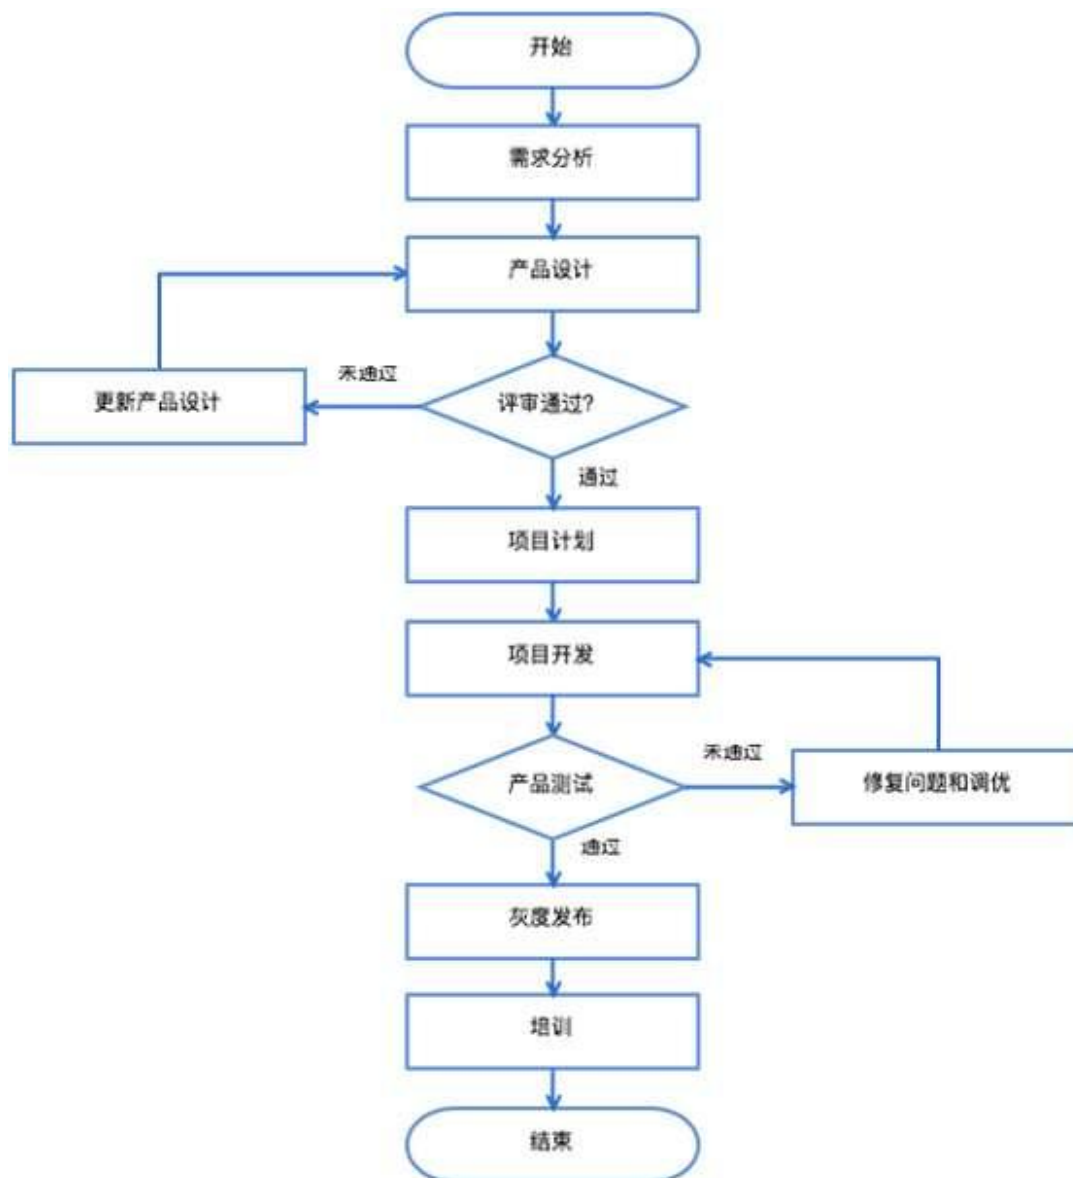 开始
需求分析
产品设计
未通过
更新产品设计
评审通过?
通过
项目计划
项目开发
未通过
产品测试
修复问题和调优
通过
灰度发布
培训
结束